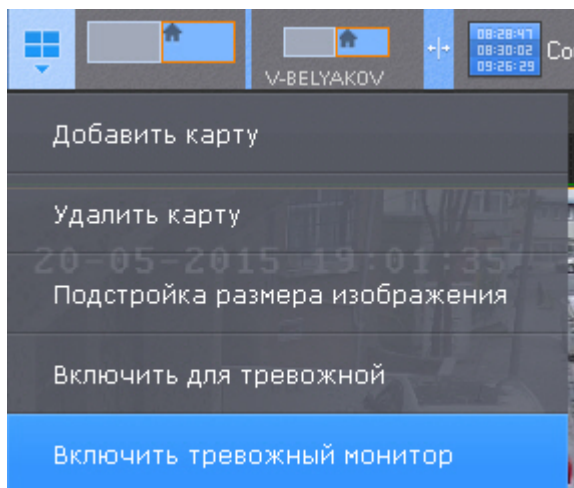 08:28:47
08:30:02
09:26:29
Co
V-BELYAKOV
Добавить карту
Удалить карту
20-05-2015 19:01:35
Подстройка размера изображения
Включить для тревожной
Включить тревожный монитор